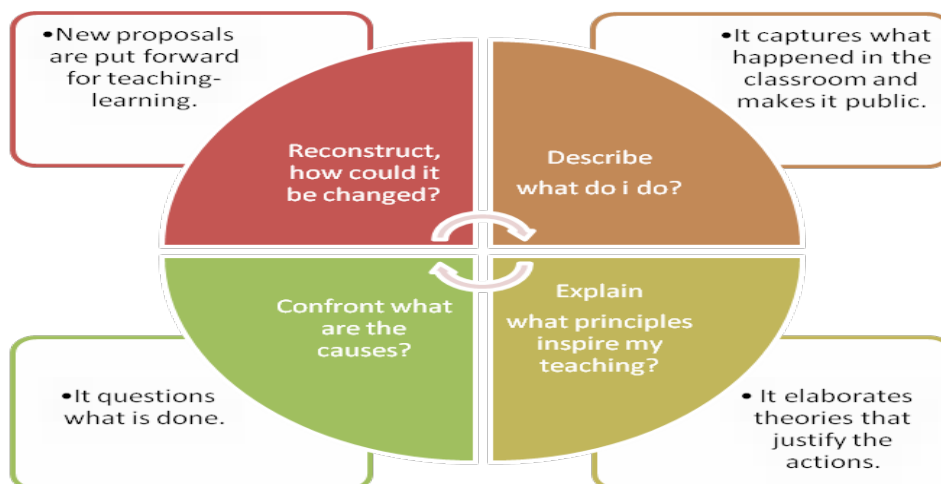 •New proposals
are put forward
for teaching-
learning.
•It captures what
happened in the
classroom and
makes it public.
Reconstruct,
how could it
be changed?
Describe
what do i do?
Confront what
are the
causes?
Explain
what principles
inspire my
teaching?
•It questions
what is done.
• It elaborates
theories that
justify the
actions.